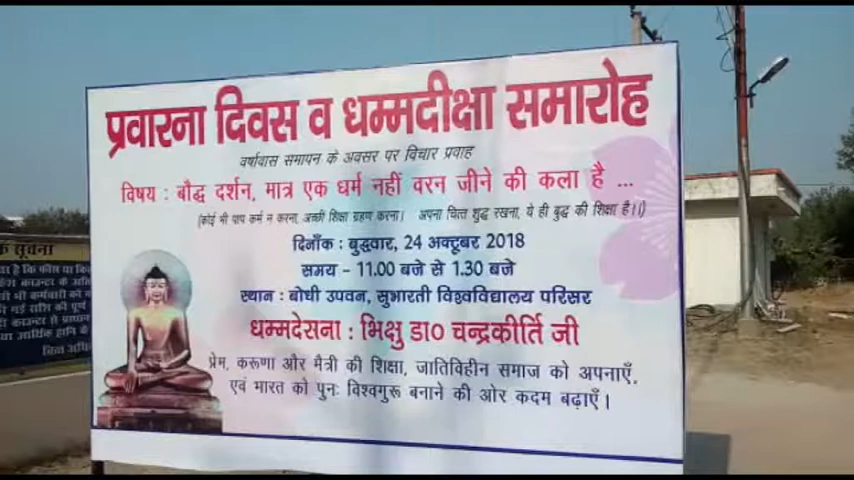 प्रवारना दिवस व धम्मदीक्षा समारोह
वर्षावास समापन के अवसर पर विचार प्रवाह
विषय : बौद्ध दर्शन, मात्र एक धर्म नहीं वरन जीने की कला है ...
(कोई भी पाप कर्म न करना, अच्छी शिक्षा ग्रहण करना। अपना चित्त शुद्ध रखना, ये ही बुद्ध की शिक्षा है।)
दिनाँक : बुद्धवार, 24 अक्टूबर 2018
समय - 11.00 बजे से 1.30 बजे
स्थान : बोधी उपवन, सुभारती विश्वविद्यालय परिसर
धम्मदेसना : भिक्षु डा० चन्द्रकीर्ति जी
प्रेम, करूणा और मैत्री की शिक्षा, जातिविहीन समाज को अपनाएँ,
एवं भारत को पुनः विश्वगुरू बनाने की ओर कदम बढ़ाएँ।
सूचना